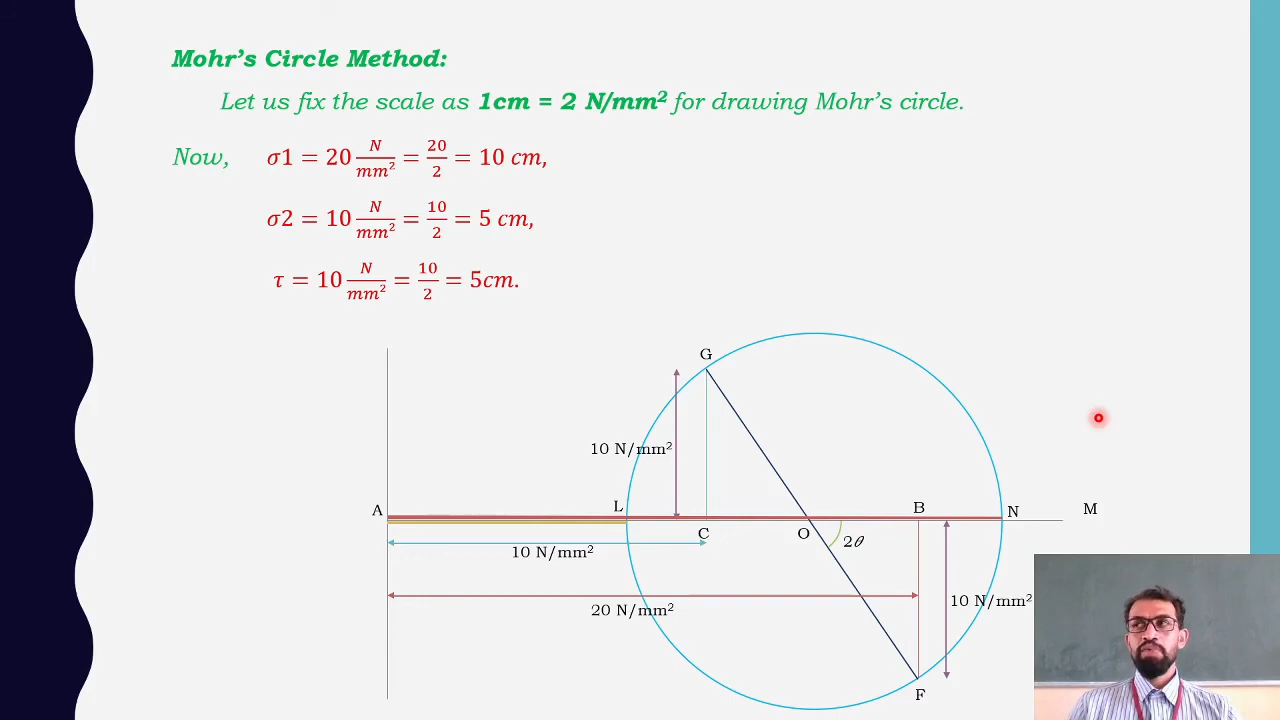 Mohr's Circle Method:
Let us fix the scale as 1cm = 2 N/mm² for drawing Mohr's circle.
Now, σ1 = 20 N/mm² = 20/2 = 10 cm,
σ2 = 10 N/mm² = 10/2 = 5 cm,
τ = 10 N/mm² = 10/2 = 5cm.
G
10 N/mm²
A L B N M
C O 2θ
10 N/mm²
20 N/mm² 10 N/mm²
F